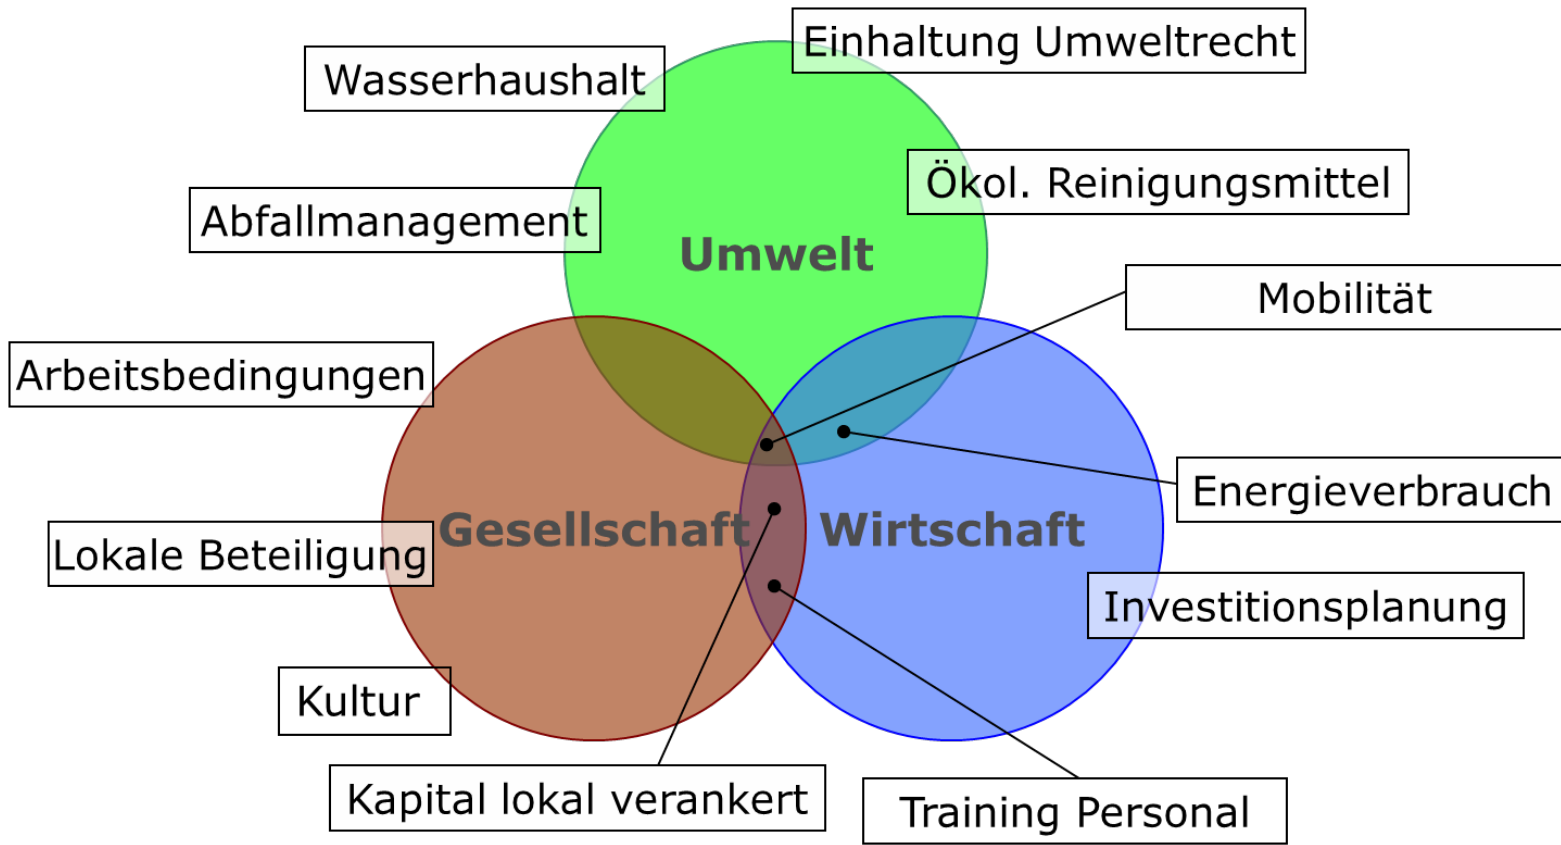 Einhaltung Umweltrecht
Wasserhaushalt
Ökol. Reinigungsmittel
Abfallmanagement
Umwelt
Mobilität
Arbeitsbedingungen
Energieverbrauch
Gesellschaft
Wirtschaft
Lokale Beteiligung
Investitionsplanung
Kultur
Kapital lokal verankert
Training Personal